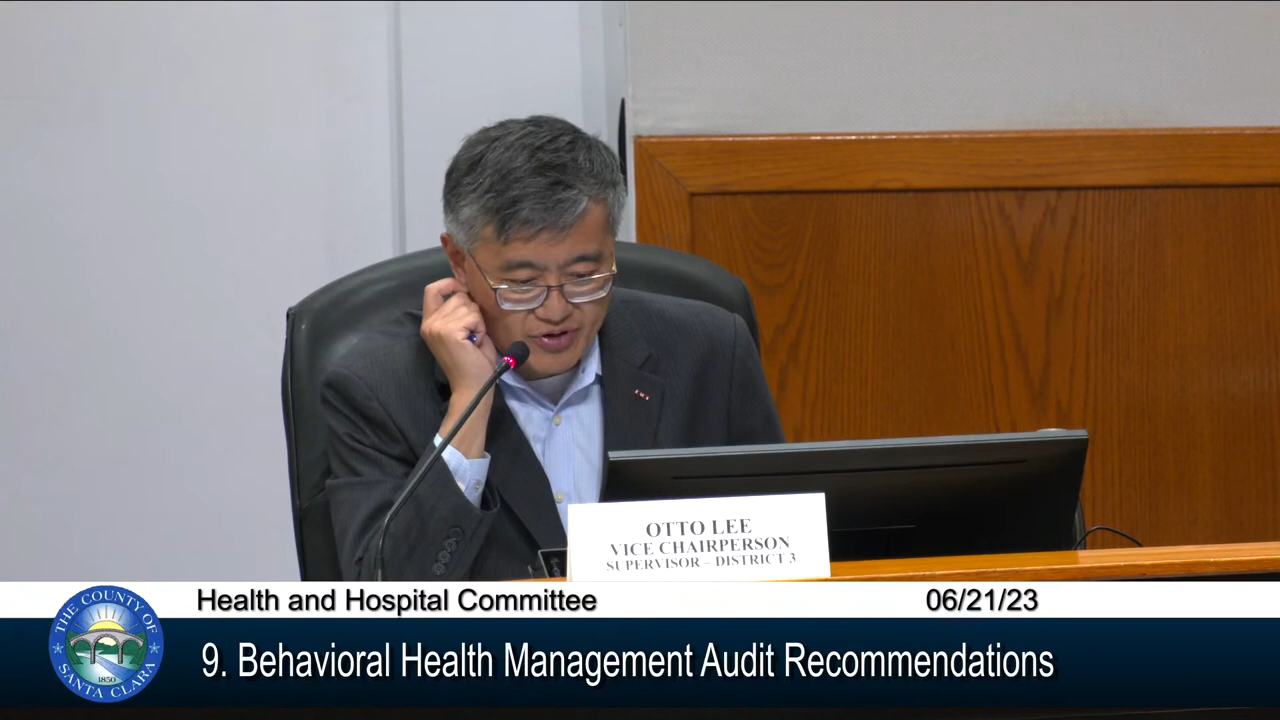 OTTO LEE
VICE CHAIRPERSON
SUPERVISOR – DISTRICT 3
Health and Hospital Committee
06/21/23
THE COUNTY OF
SANTA CLARA
1850
9. Behavioral Health Management Audit Recommendations